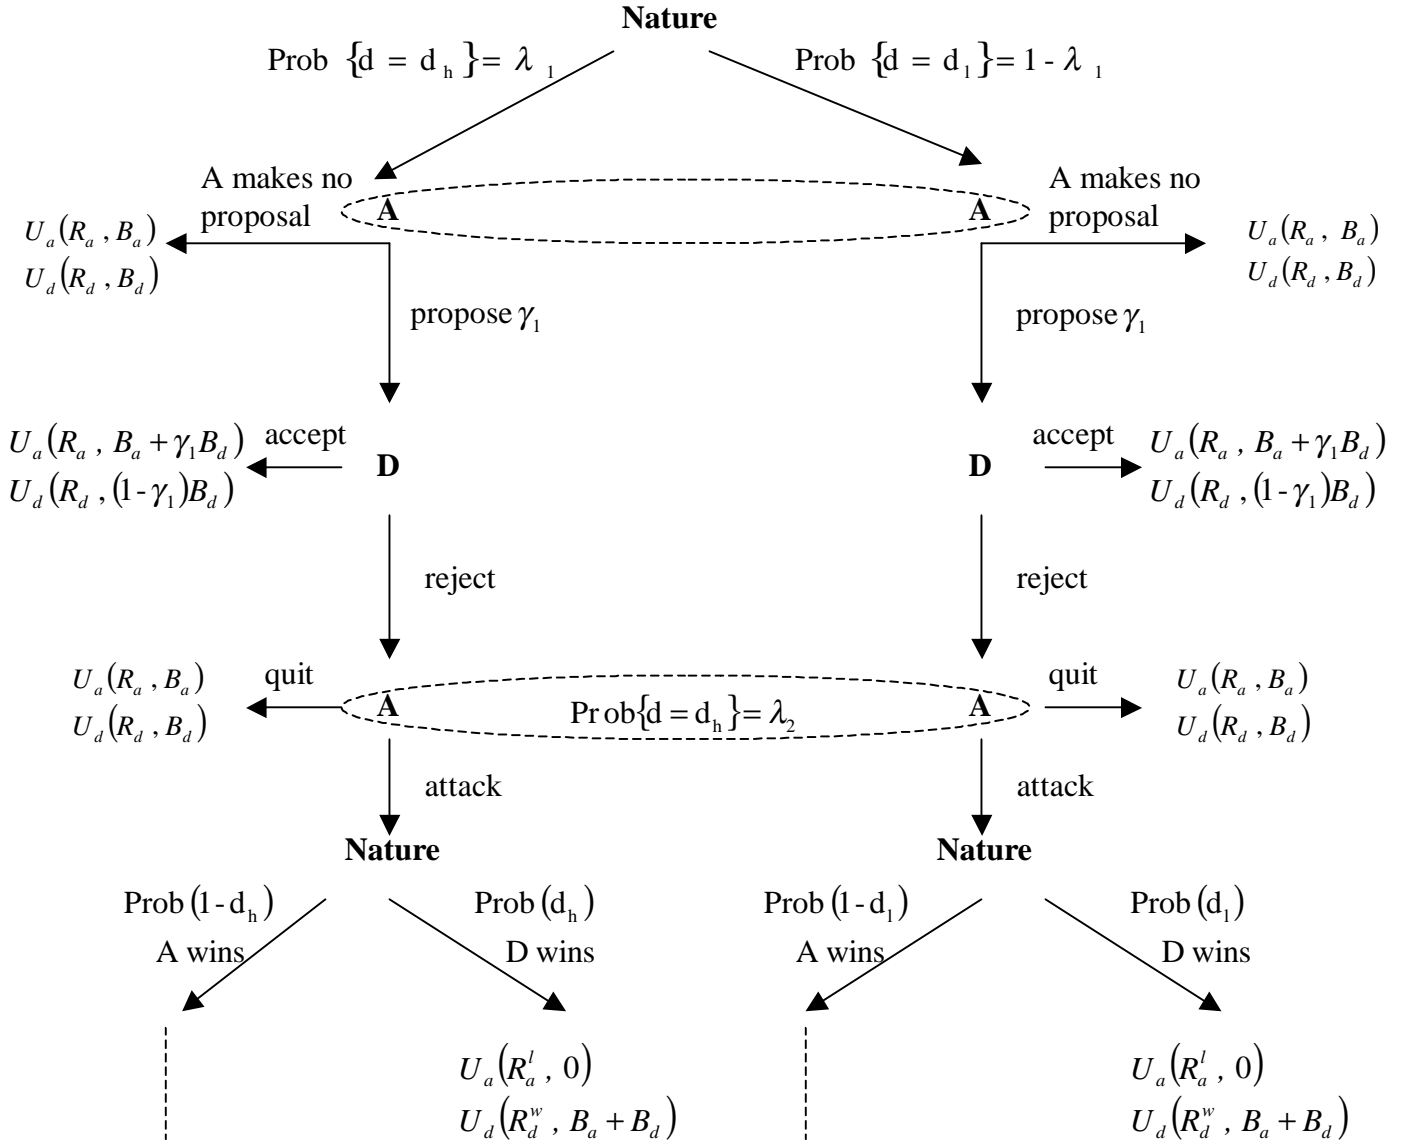 Nature
Prob {d = d_h} = λ_1
Prob {d = d_l} = 1 - λ_1
A makes no
proposal
A
A
A makes no
proposal
U_a(R_a, B_a)
U_d(R_d, B_d)
U_a(R_a, B_a)
U_d(R_d, B_d)
propose γ_1
propose γ_1
U_a(R_a, B_a + γ_1B_d)
U_d(R_d, (1-γ_1)B_d)
accept
D
D
accept
U_a(R_a, B_a + γ_1B_d)
U_d(R_d, (1-γ_1)B_d)
reject
reject
U_a(R_a, B_a)
U_d(R_d, B_d)
quit
A
Prob{d = d_h} = λ_2
A
quit
U_a(R_a, B_a)
U_d(R_d, B_d)
attack
attack
Nature
Nature
Prob(1-d_h)
A wins
Prob(d_h)
D wins
Prob(1-d_l)
A wins
Prob(d_l)
D wins
U_a(R_a^l, 0)
U_d(R_d^w, B_a + B_d)
U_a(R_a^l, 0)
U_d(R_d^w, B_a + B_d)